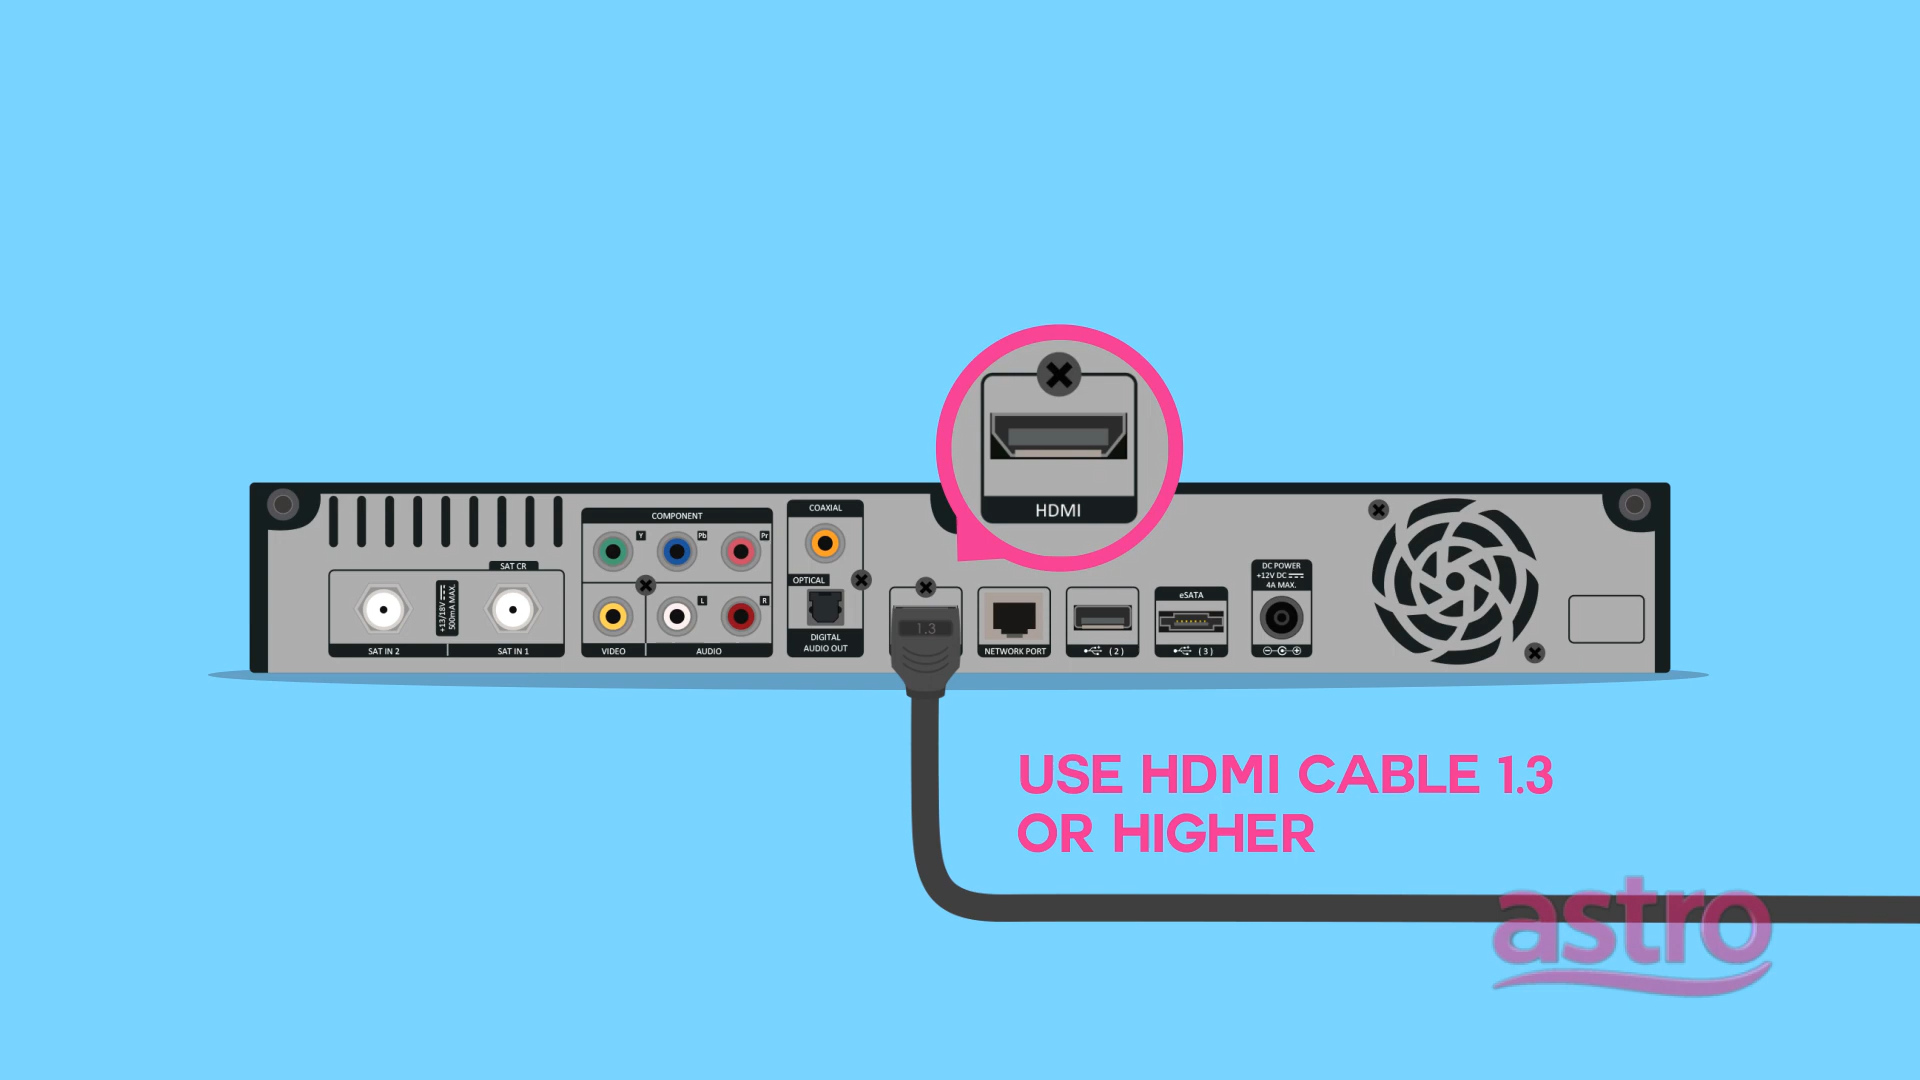 HDMI
COMPONENT
Y
Pb
Pr
COAXIAL
SAT CR
OPTICAL
DC POWER
+12V DC
4A MAX.
+13/18V
500mA MAX.
L
R
eSATA
1.3
DIGITAL
AUDIO OUT
SAT IN 2
SAT IN 1
VIDEO
AUDIO
NETWORK PORT
(2)
(3)
USE HDMI CABLE 1.3
OR HIGHER
astro